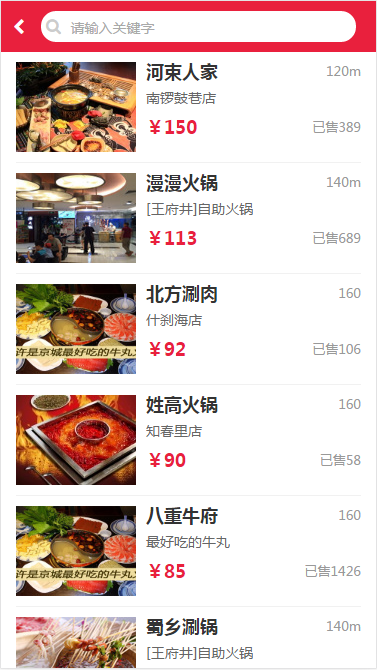 请输入关键字
河束人家
120m
南锣鼓巷店
￥150
已售389
漫漫火锅
140m
[王府井]自助火锅
￥113
已售689
北方涮肉
160
什刹海店
￥92
已售106
许是京城最好吃的牛丸火
姓高火锅
160
知春里店
￥90
已售58
八重牛府
160
最好吃的牛丸
￥85
已售1426
许是京城最好吃的牛丸火
蜀乡涮锅
140m
[王府井]自助火锅